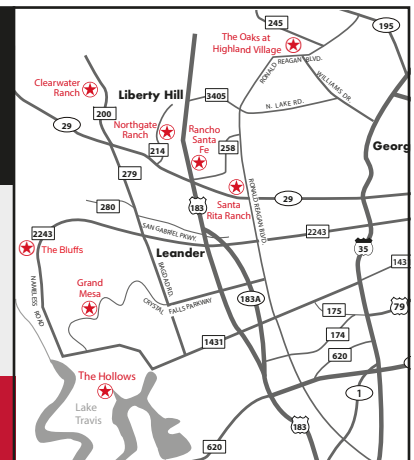 245
195
The Oaks at
Highland Village
RONALD REAGAN BLVD.
WILLIAMS DR
Clearwater
Ranch
Liberty Hill
3405
N. LAKE RD.
200
29
Northgate
Ranch
Rancho
Santa
Fe
214
258
Georg
279
183
Santa
Rita Ranch
29
RONALD REAGAN BLVD.
280
SAN GABRIEL PKWY.
2243
2243
The Bluffs
Leander
35
143
NAMELESS ROAD
Grand
Mesa
BAGDAD RD.
CRYSTAL FALLS PARKWAY
183A
175
79
174
1431
620
The Hollows
1
Lake
Travis
183
620